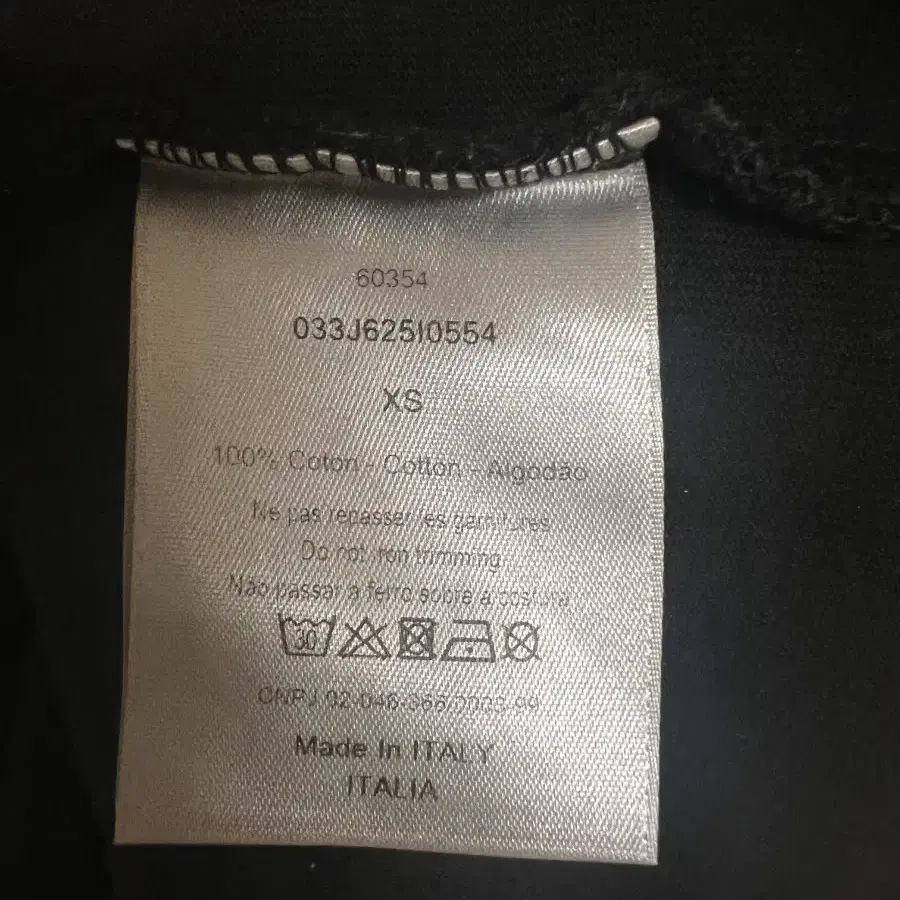 60354
033J625I0554
XS
100% Coton - Cotton - Algodão
Ne pas repasser les garnitures
Do not iron trimming
Não passar a ferro sobre a costura
30
CNPJ 02-046-366/0003-99
Made In ITALY
ITALIA